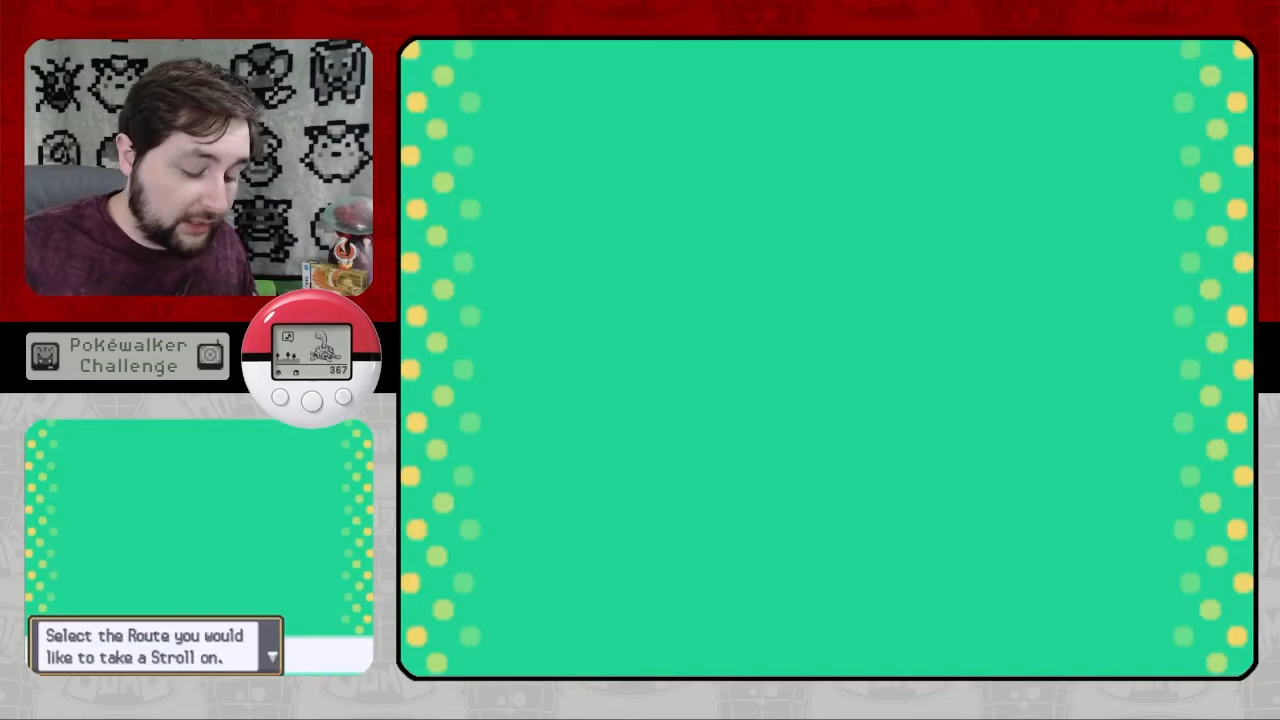 Pokéwalker
Challenge
367
Select the Route you would
like to take a Stroll on.